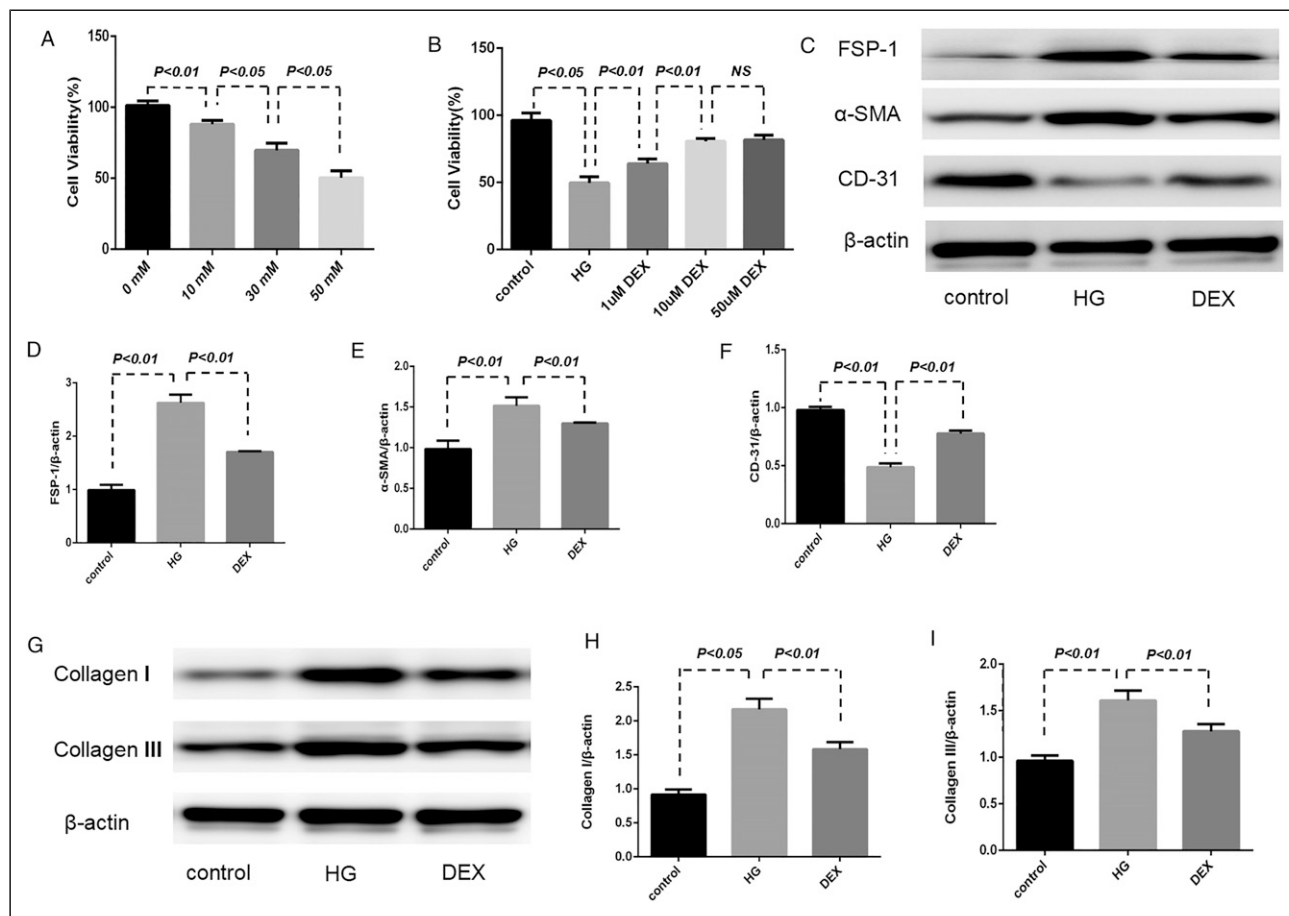 A
Cell Viability(%)
150
100
50
0
P<0.01
P<0.05
P<0.05
0 mM
10 mM
30 mM
50 mM
B
Cell Viability(%)
150
100
50
0
P<0.05
P<0.01
P<0.01
NS
control
HG
1uM DEX
10uM DEX
50uM DEX
C
FSP-1
α-SMA
CD-31
β-actin
control HG DEX
D
FSP-1/β-actin
3
2
1
0
P<0.01
P<0.01
control
HG
DEX
E
α-SMA/β-actin
2.0
1.5
1.0
0.5
0.0
P<0.01
P<0.01
control
HG
DEX
F
CD-31/β-actin
1.5
1.0
0.5
0.0
P<0.01
P<0.01
control
HG
DEX
G
Collagen I
Collagen III
β-actin
control HG DEX
H
Collagen I/β-actin
2.5
2.0
1.5
1.0
0.5
0.0
P<0.05
P<0.01
control
HG
DEX
I
Collagen III/β-actin
2.0
1.5
1.0
0.5
0.0
P<0.01
P<0.01
control
HG
DEX